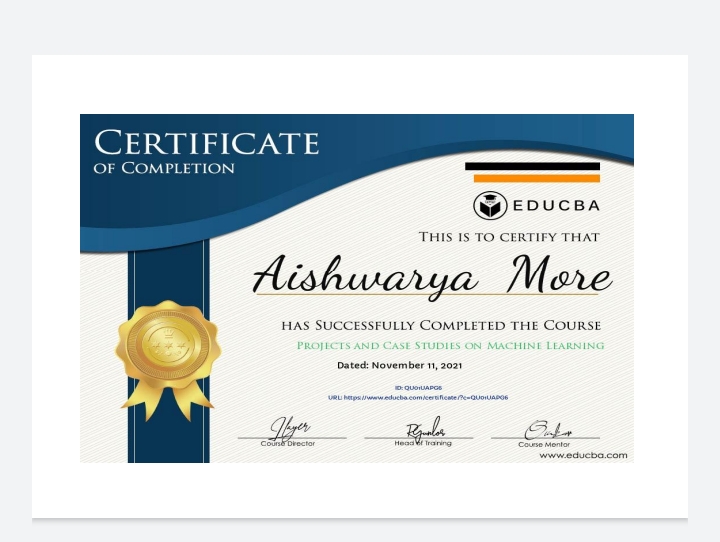 CERTIFICATE
OF COMPLETION
EDUCBA
THIS IS TO CERTIFY THAT
Aishwarya More
HAS SUCCESSFULLY COMPLETED THE COURSE
PROJECTS AND CASE STUDIES ON MACHINE LEARNING
Dated: November 11, 2021
ID: QU01UAPG6
URL: https://www.educba.com/certificate/?c=QU01UAPG6
Course Director
Head of Training
Course Mentor
www.educba.com